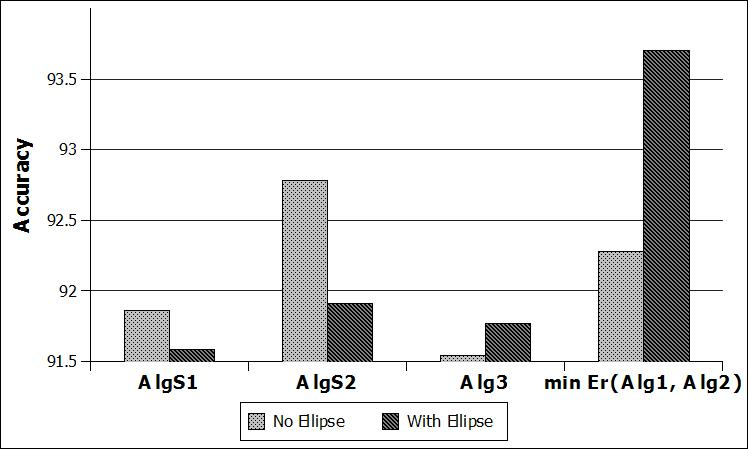 93.5
93
92.5
92
91.5
Accuracy
AlgS1 AlgS2 Alg3 min Er(Alg1, Alg2)
No Ellipse With Ellipse